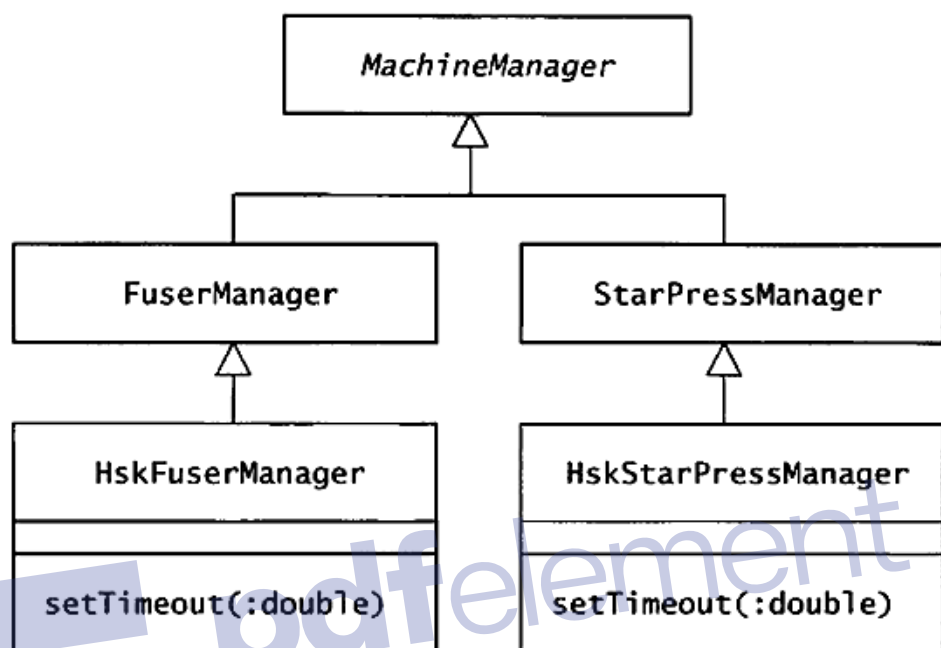 MachineManager
FuserManager
StarPressManager
HskFuserManager
HskStarPressManager
setTimeout(:double)
setTimeout(:double)
pdfelement